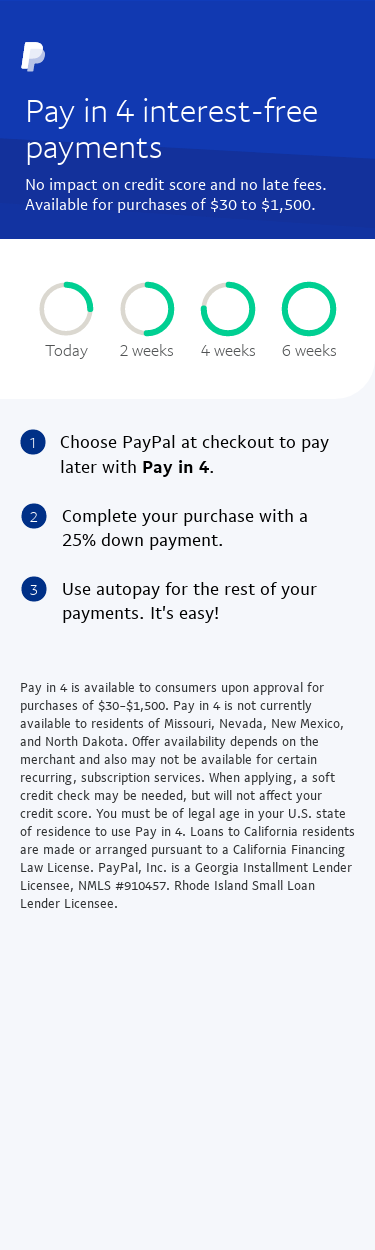 Pay in 4 interest-free
payments
No impact on credit score and no late fees.
Available for purchases of $30 to $1,500.
Today 2 weeks 4 weeks 6 weeks
1 Choose PayPal at checkout to pay
later with Pay in 4.
2 Complete your purchase with a
25% down payment.
3 Use autopay for the rest of your
payments. It's easy!
Pay in 4 is available to consumers upon approval for
purchases of $30-$1,500. Pay in 4 is not currently
available to residents of Missouri, Nevada, New Mexico,
and North Dakota. Offer availability depends on the
merchant and also may not be available for certain
recurring, subscription services. When applying, a soft
credit check may be needed, but will not affect your
credit score. You must be of legal age in your U.S. state
of residence to use Pay in 4. Loans to California residents
are made or arranged pursuant to a California Financing
Law License. PayPal, Inc. is a Georgia Installment Lender
Licensee, NMLS #910457. Rhode Island Small Loan
Lender Licensee.